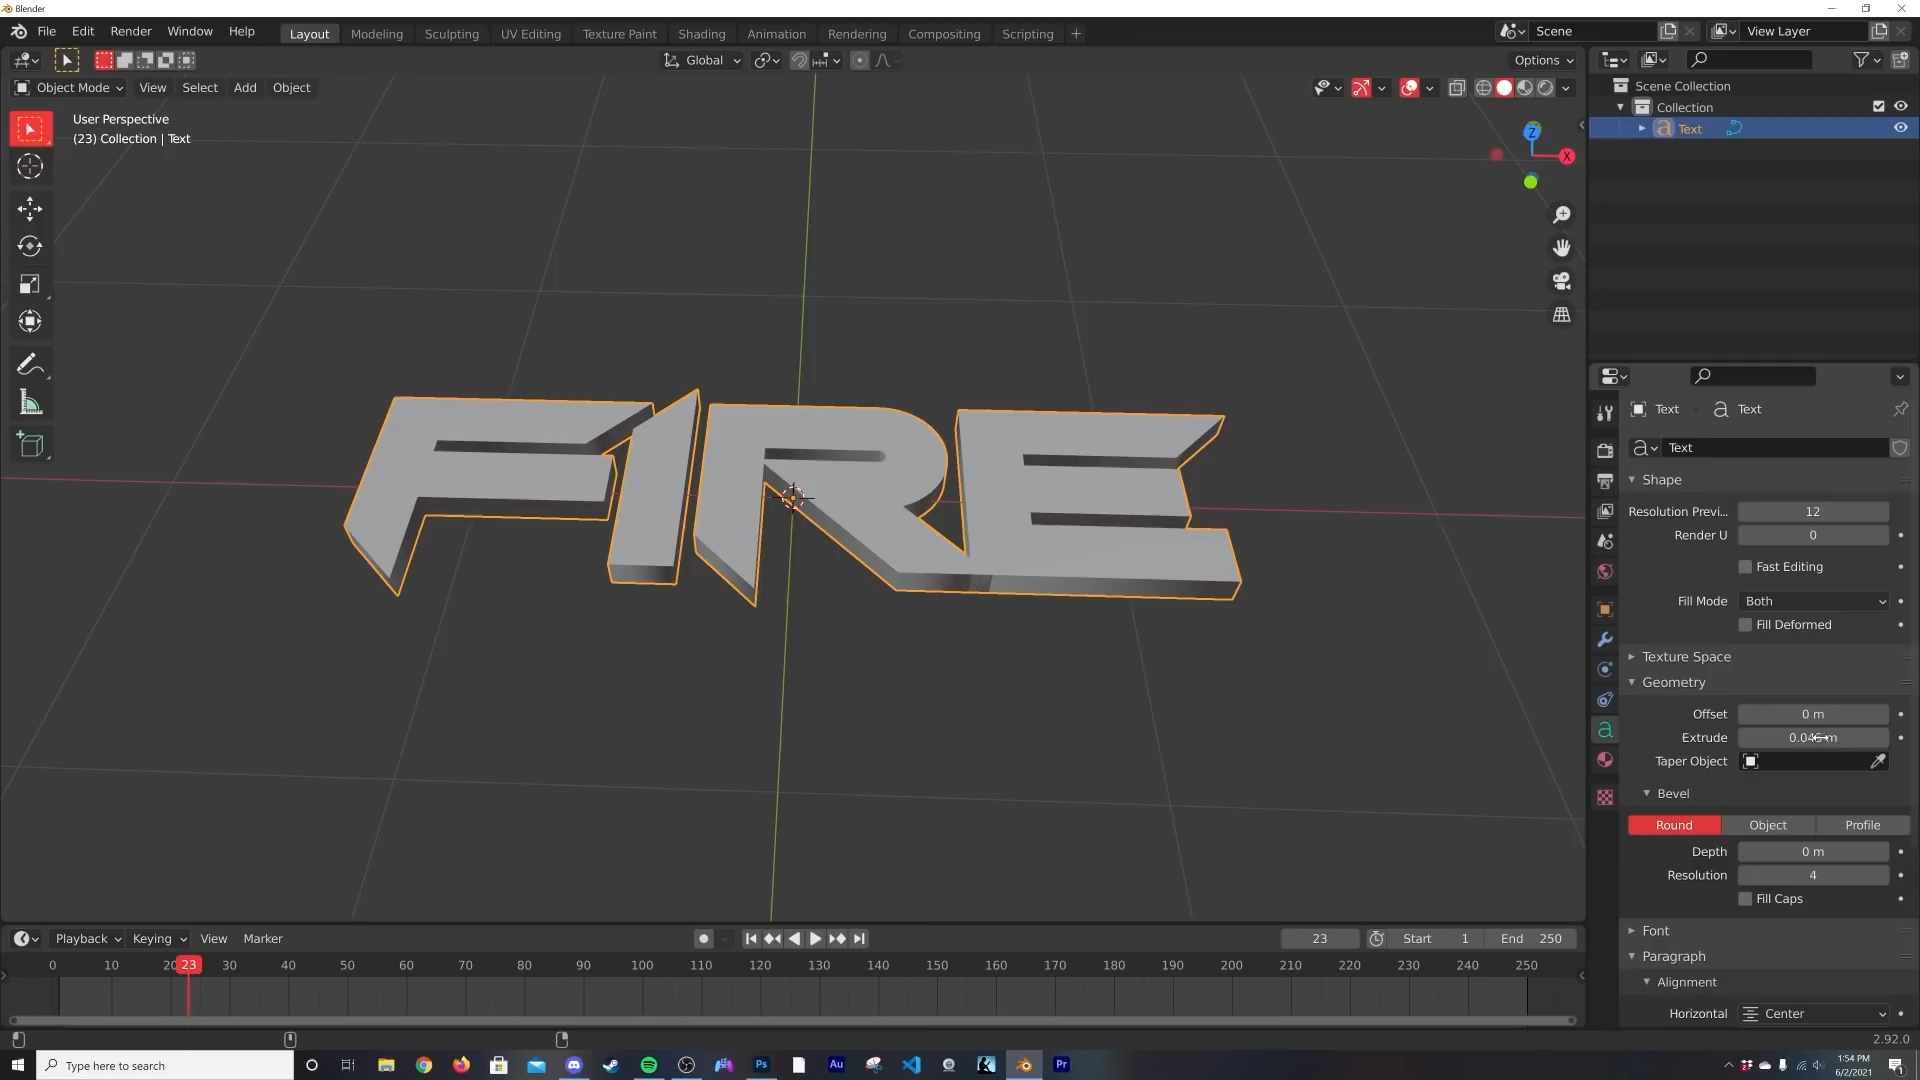 Blender
File Edit Render Window Help
Layout Modeling Sculpting UV Editing Texture Paint Shading Animation Rendering Compositing Scripting +
Scene
View Layer
Global
Options
Object Mode View Select Add Object
User Perspective
(23) Collection | Text
Z
X
FIRE
Scene Collection
Collection
Text
Text
Text
Text
Shape
Resolution Previ... 12
Render U 0
Fast Editing
Fill Mode Both
Fill Deformed
Texture Space
Geometry
Offset 0 m
Extrude
Taper Object
Bevel
Round Object Profile
Depth 0 m
Resolution 4
Fill Caps
Font
Paragraph
Alignment
Horizontal Center
Playback Keying View Marker
23
Start 1
End 250
0 10 20 23 30 40 50 60 70 80 90 100 110 120 130 140 150 160 170 180 190 200 210 220 230 240 250
2.92.0
Type here to search
Ps
Au
Pr
1:54 PM
6/2/2021